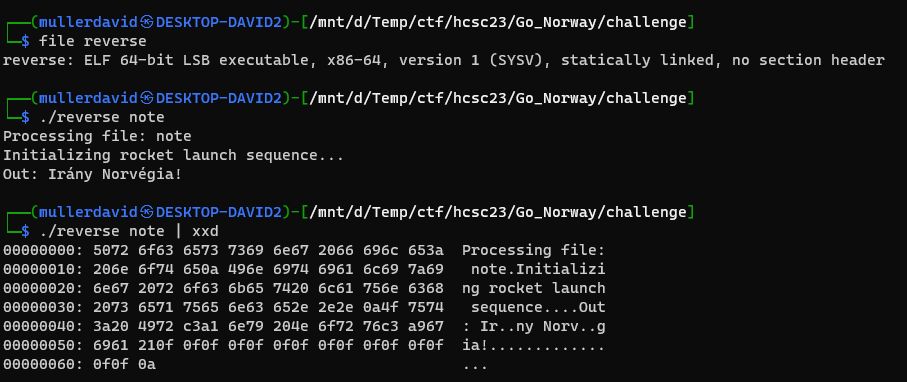 ┌──(mullerdavid㉿DESKTOP-DAVID2)-[/mnt/d/Temp/ctf/hcsc23/Go_Norway/challenge]
└─$ file reverse
reverse: ELF 64-bit LSB executable, x86-64, version 1 (SYSV), statically linked, no section header
┌──(mullerdavid㉿DESKTOP-DAVID2)-[/mnt/d/Temp/ctf/hcsc23/Go_Norway/challenge]
└─$ ./reverse note
Processing file: note
Initializing rocket launch sequence...
Out: Irány Norvégia!
┌──(mullerdavid㉿DESKTOP-DAVID2)-[/mnt/d/Temp/ctf/hcsc23/Go_Norway/challenge]
└─$ ./reverse note | xxd
00000000: 5072 6f63 6573 7369 6e67 2066 696c 653a  Processing file:
00000010: 206e 6f74 650a 496e 6974 6961 6c69 7a69   note.Initializi
00000020: 6e67 2072 6f63 6b65 7420 6c61 756e 6368  ng rocket launch
00000030: 2073 6571 7565 6e63 652e 2e2e 0a4f 7574   sequence....Out
00000040: 3a20 4972 c3a1 6e79 204e 6f72 76c3 a967  : Ir..ny Norv..g
00000050: 6961 210f 0f0f 0f0f 0f0f 0f0f 0f0f 0f0f  ia!.............
00000060: 0f0f 0a                                  ...